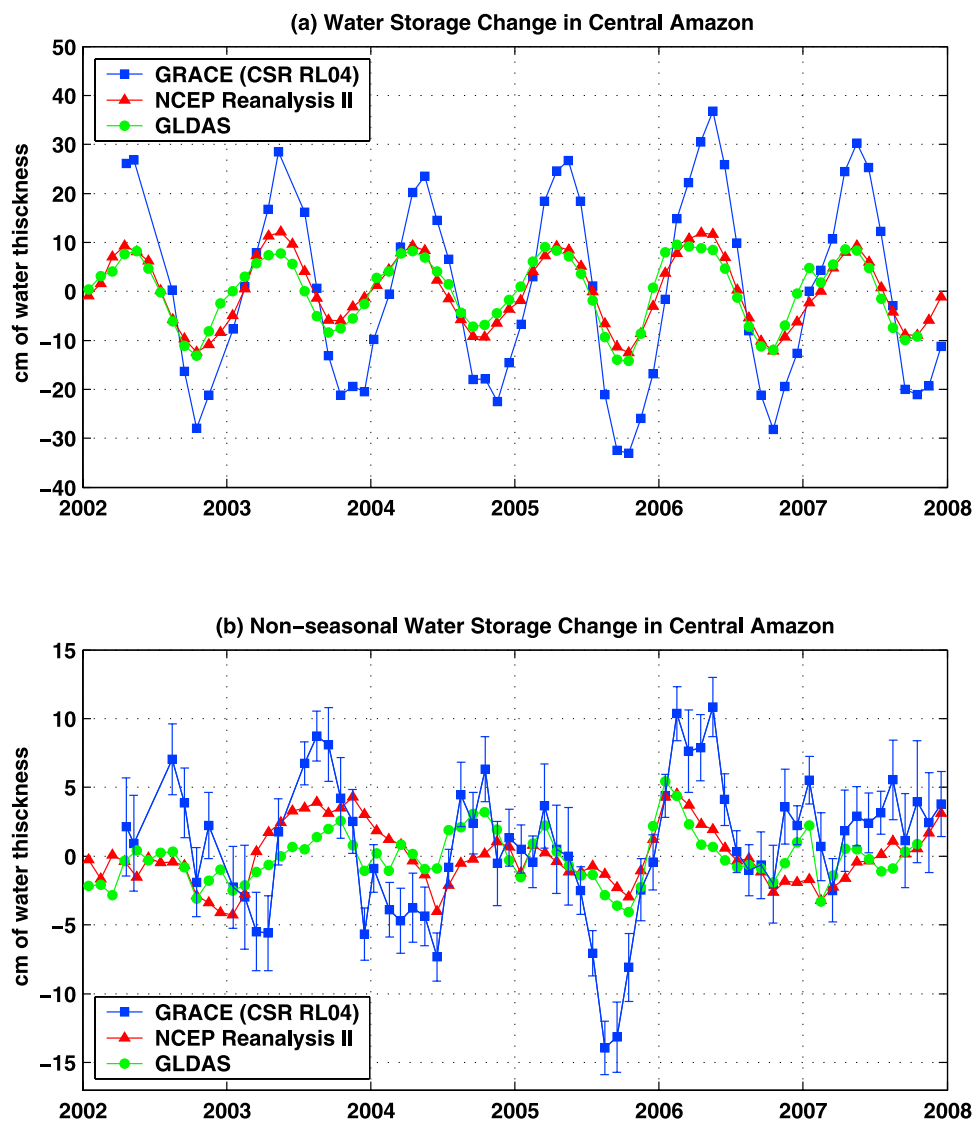 (a) Water Storage Change in Central Amazon
50
40
30
20
10
0
−10
−20
−30
−40
cm of water thisckness
GRACE (CSR RL04)
NCEP Reanalysis II
GLDAS
2002 2003 2004 2005 2006 2007 2008
(b) Non−seasonal Water Storage Change in Central Amazon
15
10
5
0
−5
−10
−15
cm of water thisckness
GRACE (CSR RL04)
NCEP Reanalysis II
GLDAS
2002 2003 2004 2005 2006 2007 2008